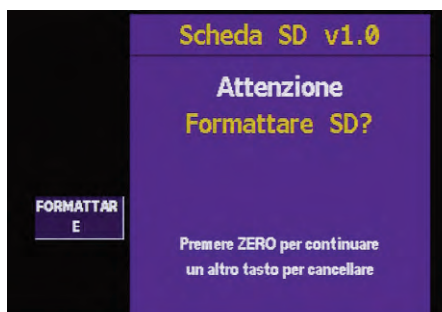 Scheda SD v1.0
Attenzione
Formattare SD?
FORMATTAR
E
Premere ZERO per continuare
un altro tasto per cancellare